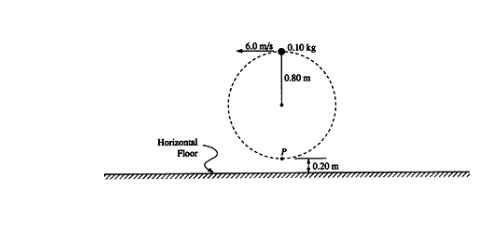 6.0 m/s
0.10 kg
0.80 m
Horizontal
Floor
P
0.20 m